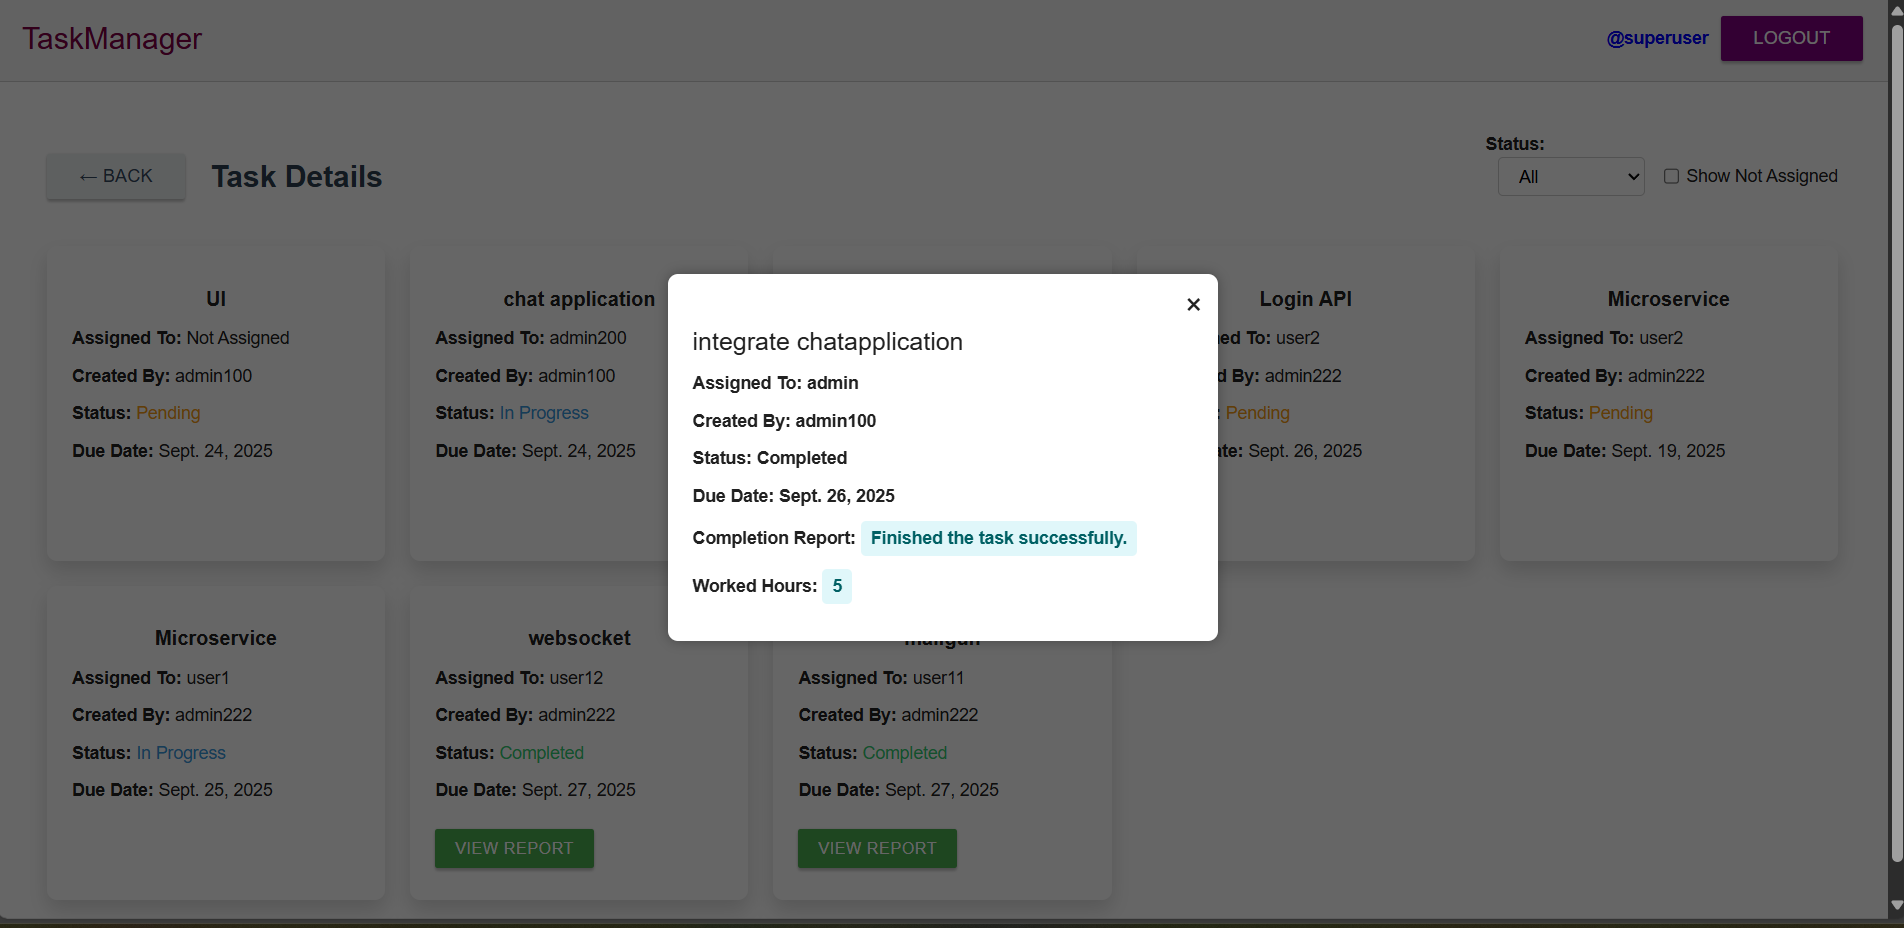 TaskManager
@superuser
LOGOUT
← BACK
Task Details
Status:
All
Show Not Assigned
UI
Assigned To: Not Assigned
Created By: admin100
Status: Pending
Due Date: Sept. 24, 2025
chat application
Assigned To: admin200
Created By: admin100
Status: In Progress
Due Date: Sept. 24, 2025
×
integrate chatapplication
Assigned To: admin
Created By: admin100
Status: Completed
Due Date: Sept. 26, 2025
Completion Report: Finished the task successfully.
Worked Hours: 5
Login API
To: user2
By: admin222
: Pending
Sept. 26, 2025
Microservice
Assigned To: user2
Created By: admin222
Status: Pending
Due Date: Sept. 19, 2025
Microservice
Assigned To: user1
Created By: admin222
Status: In Progress
Due Date: Sept. 25, 2025
websocket
Assigned To: user12
Created By: admin222
Status: Completed
Due Date: Sept. 27, 2025
VIEW REPORT
Assigned To: user11
Created By: admin222
Status: Completed
Due Date: Sept. 27, 2025
VIEW REPORT